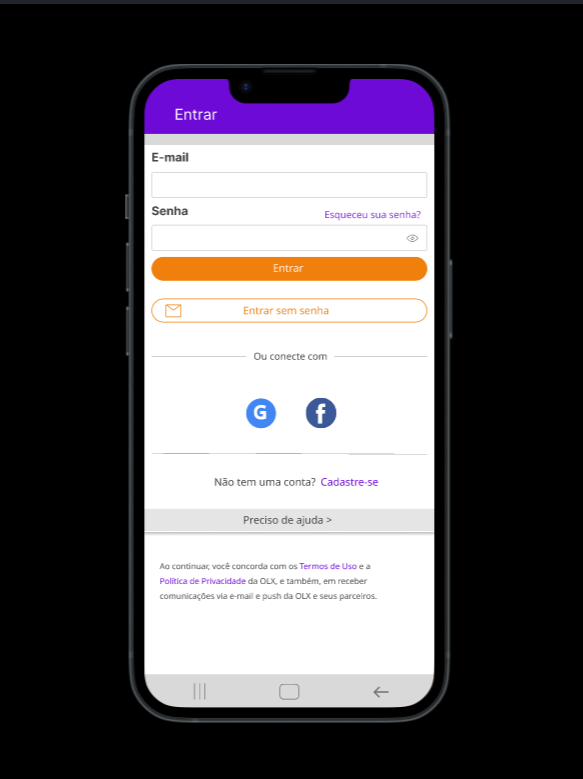 Entrar
E-mail
Senha
Esqueceu sua senha?
Entrar
Entrar sem senha
Ou conecte com
G f
Não tem uma conta? Cadastre-se
Preciso de ajuda >
Ao continuar, você concorda com os Termos de Uso e a
Política de Privacidade da OLX, e também, em receber
comunicações via e-mail e push da OLX e seus parceiros.